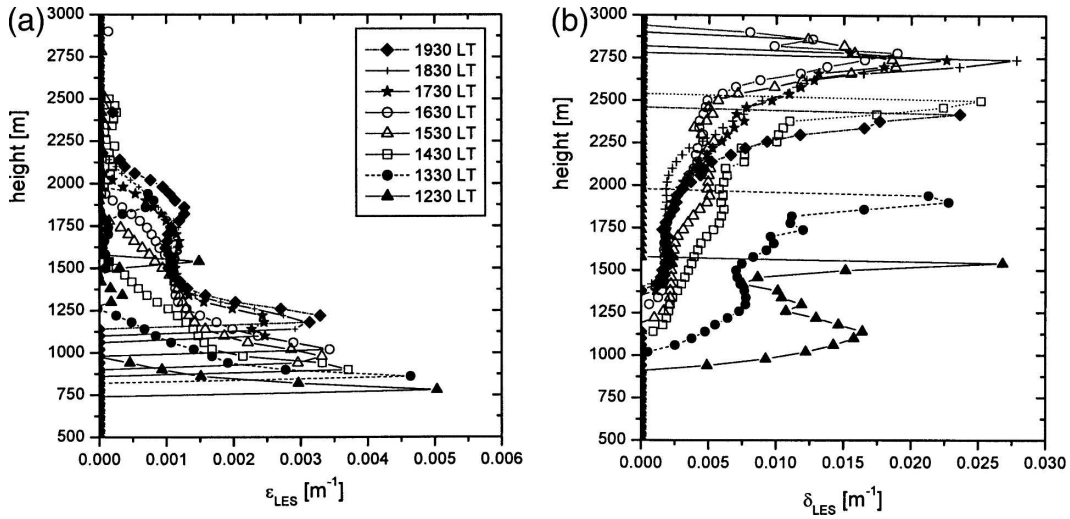 (a)
3000
2750
2500
2250
2000
1750
1500
1250
1000
750
500
height [m]
0.000 0.001 0.002 0.003 0.004 0.005 0.006
ε_LES [m⁻¹]
1930 LT
1830 LT
1730 LT
1630 LT
1530 LT
1430 LT
1330 LT
1230 LT
(b)
3000
2750
2500
2250
2000
1750
1500
1250
1000
750
500
height [m]
0.000 0.005 0.010 0.015 0.020 0.025 0.030
δ_LES [m⁻¹]